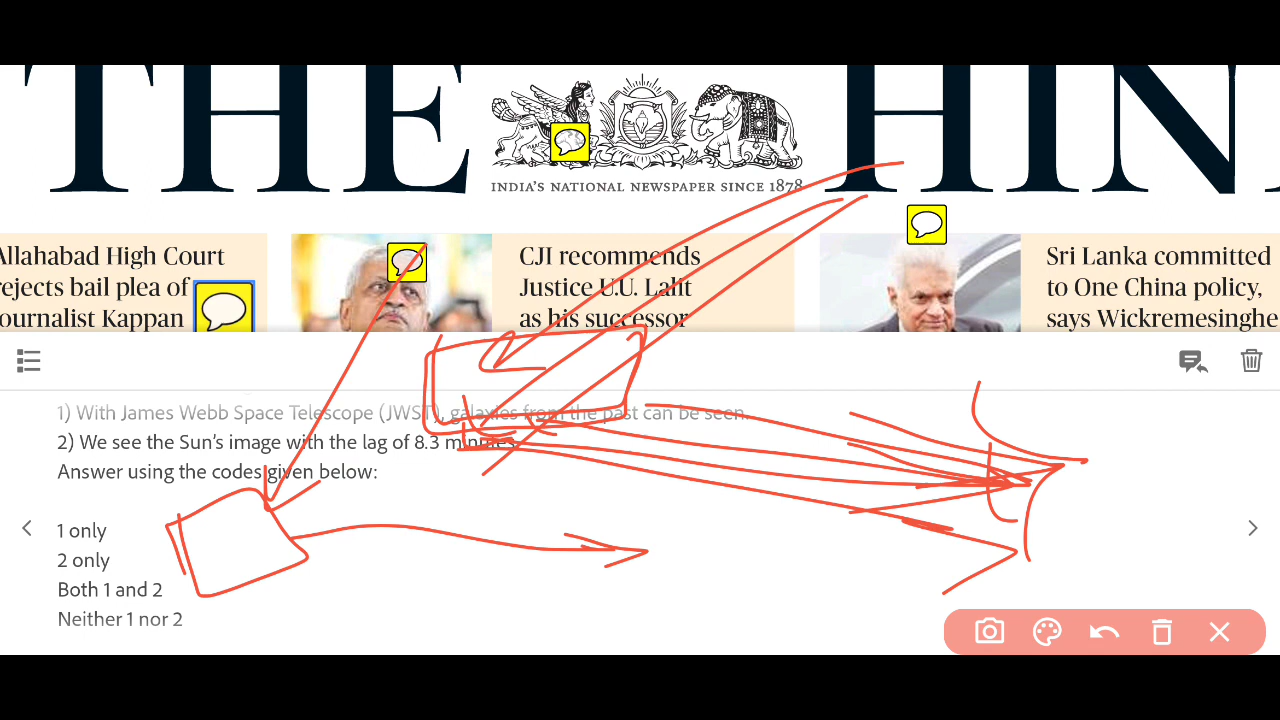 THE HIN
INDIA'S NATIONAL NEWSPAPER SINCE 1878
Allahabad High Court
rejects bail plea of
ournalist Kappan
CJI recommends
Justice U.U. Lalit
as his successor
Sri Lanka committed
to One China policy,
says Wickremesinghe
1) With James Webb Space Telescope (JWST), galaxies from the past can be seen.
2) We see the Sun's image with the lag of 8.3 minutes.
Answer using the codes given below:
1 only
2 only
Both 1 and 2
Neither 1 nor 2